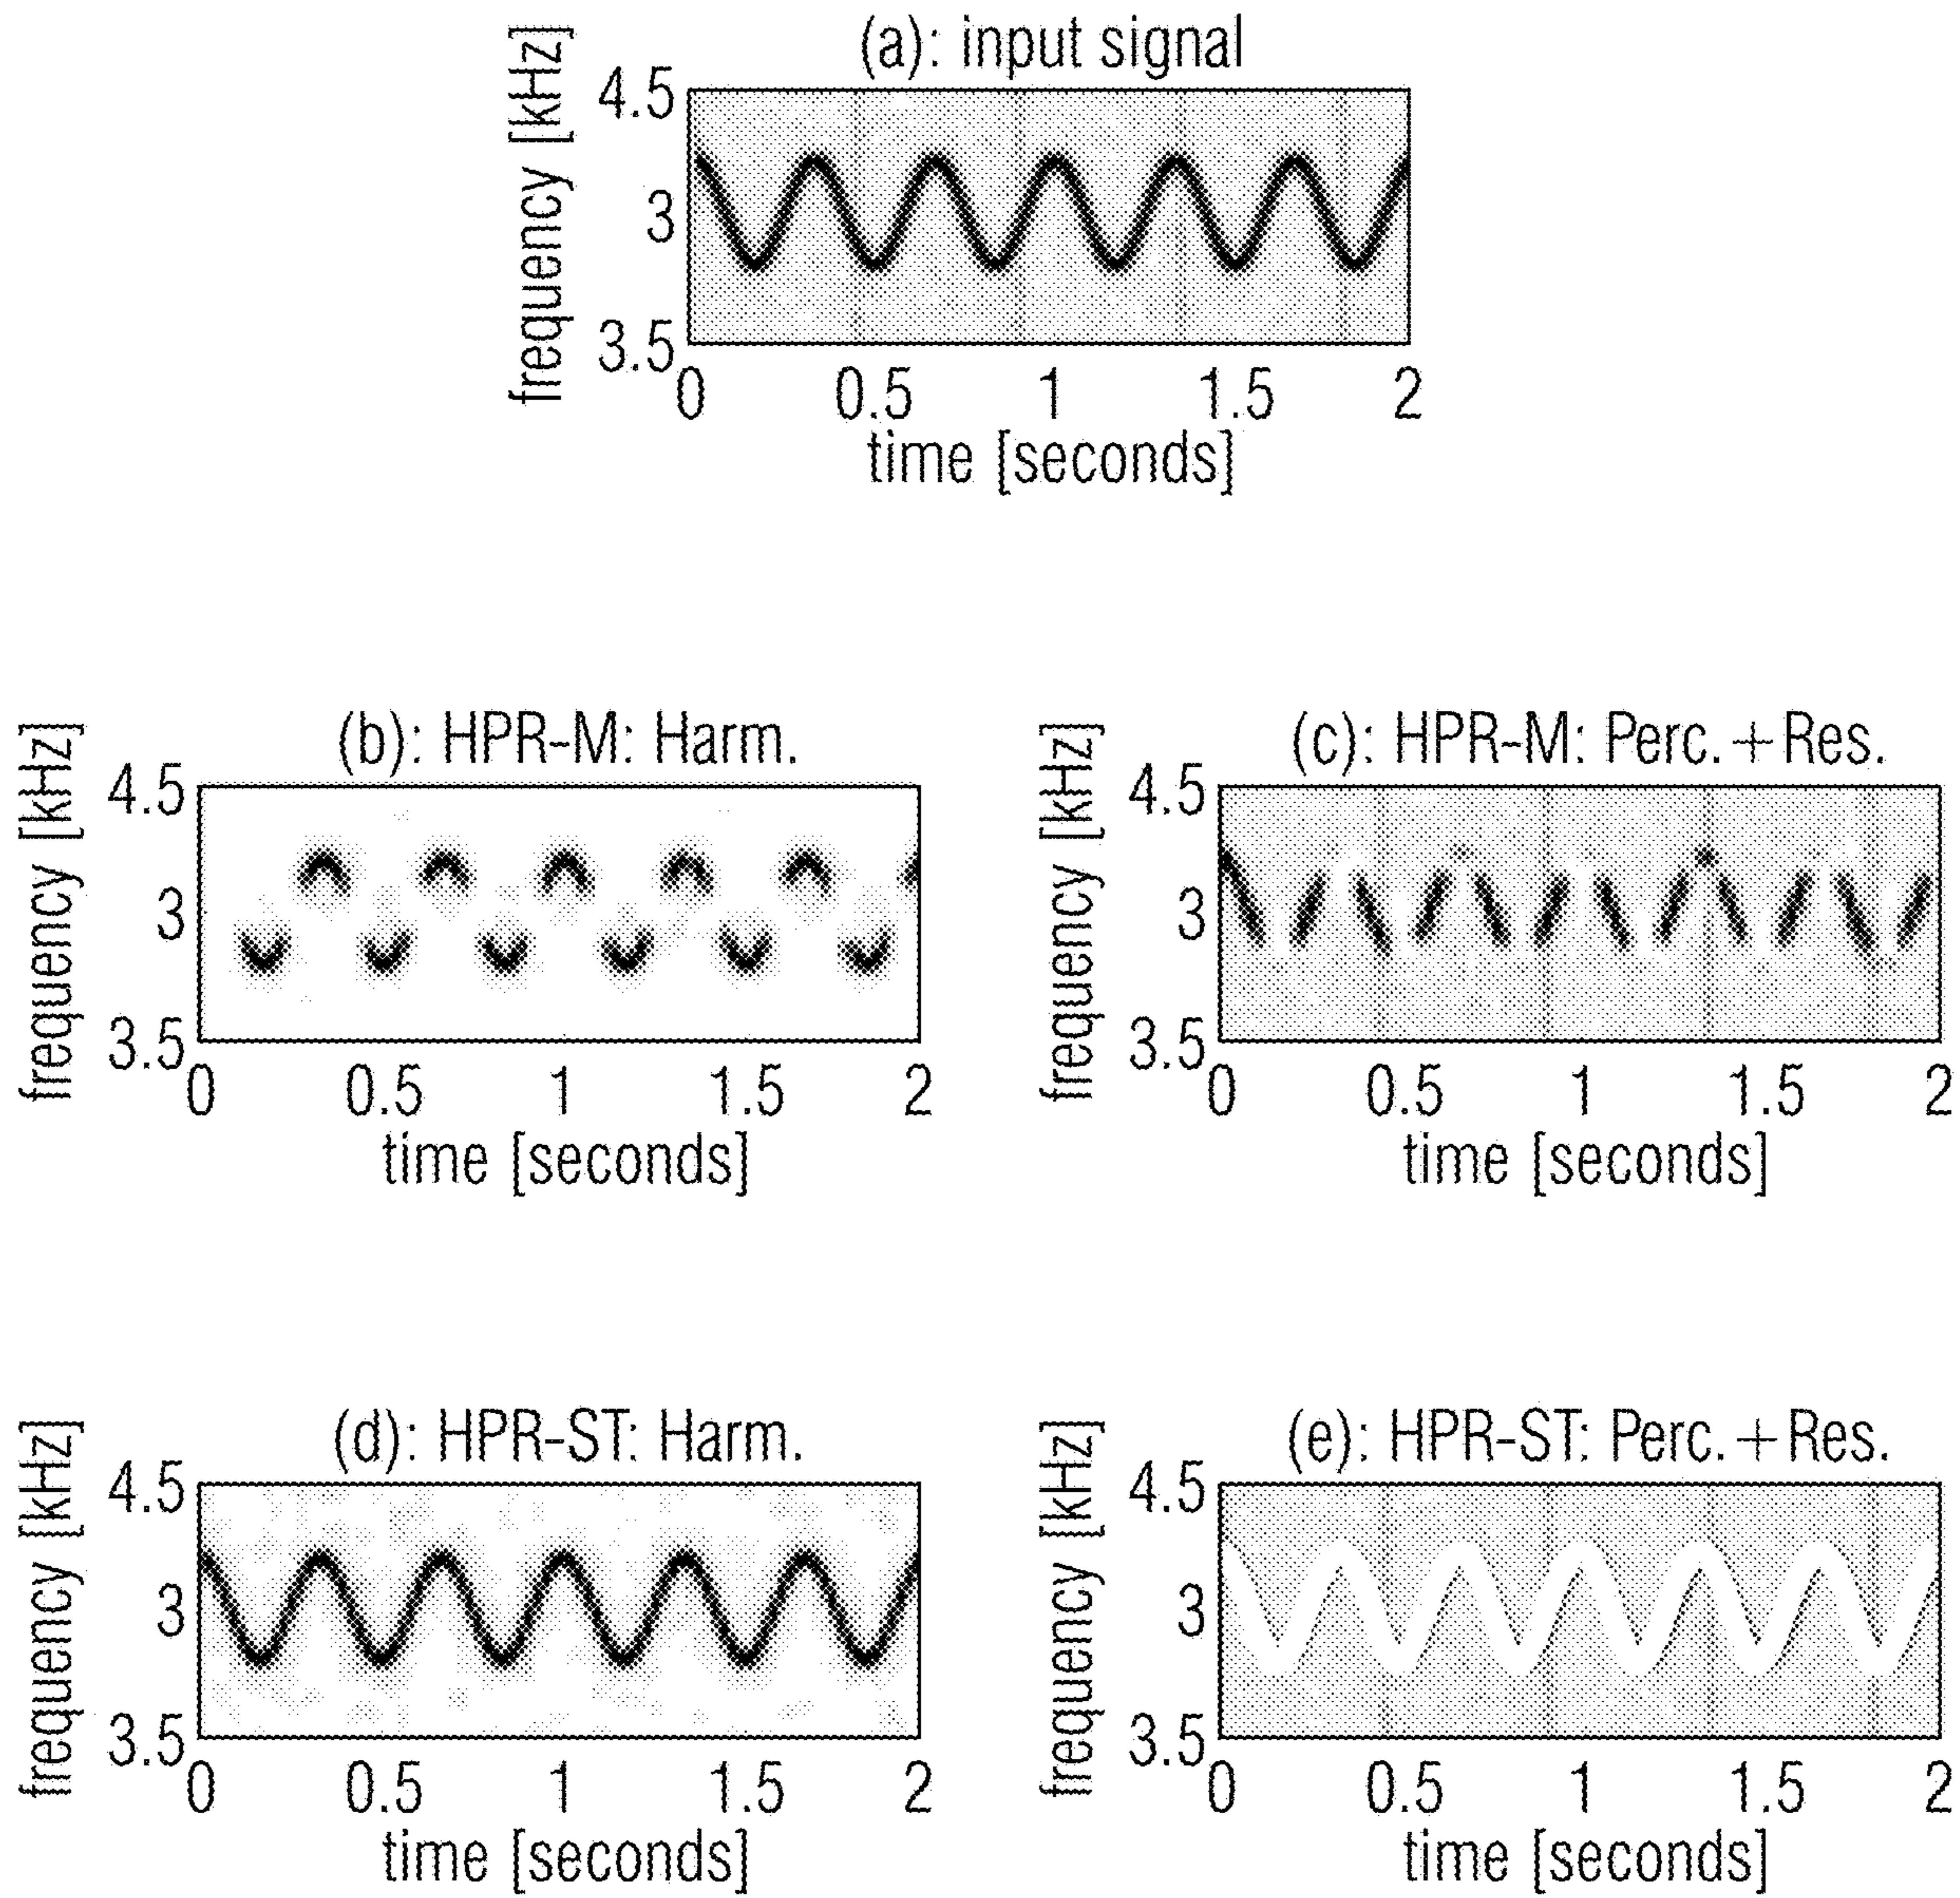 (a): input signal
frequency [kHz]
4.5
3
3.5
0 0.5 1 1.5 2
time [seconds]
(b): HPR-M: Harm.
frequency [kHz]
4.5
3
3.5
0 0.5 1 1.5 2
time [seconds]
(c): HPR-M: Perc.+Res.
frequency [kHz]
4.5
3
3.5
0 0.5 1 1.5 2
time [seconds]
(d): HPR-ST: Harm.
frequency [kHz]
4.5
3
3.5
0 0.5 1 1.5 2
time [seconds]
(e): HPR-ST: Perc.+Res.
frequency [kHz]
4.5
3
3.5
0 0.5 1 1.5 2
time [seconds]